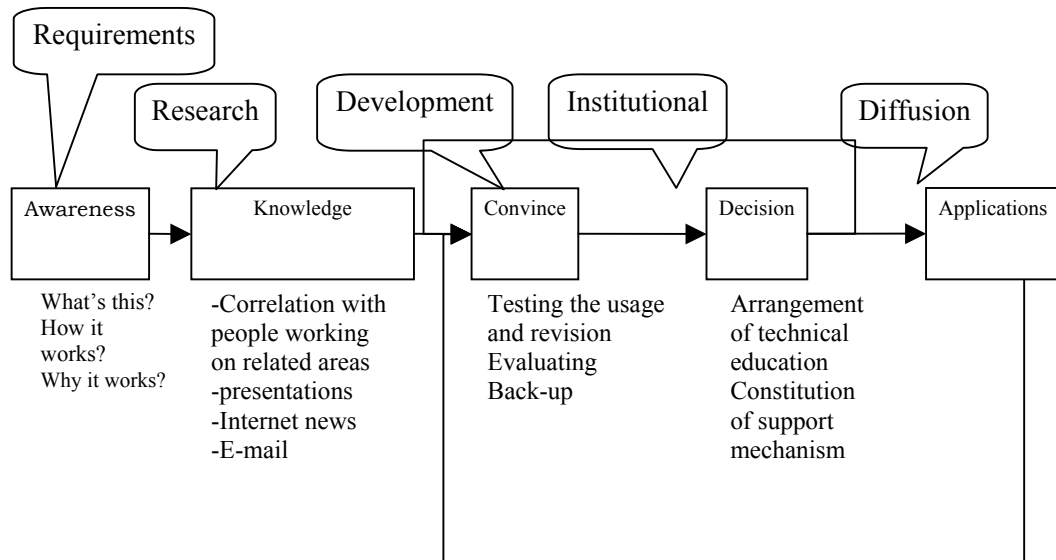 Requirements
Research
Development
Institutional
Diffusion
Awareness
Knowledge
Convince
Decision
Applications
What's this?
How it
works?
Why it works?
-Correlation with
people working
on related areas
-presentations
-Internet news
-E-mail
Testing the usage
and revision
Evaluating
Back-up
Arrangement
of technical
education
Constitution
of support
mechanism